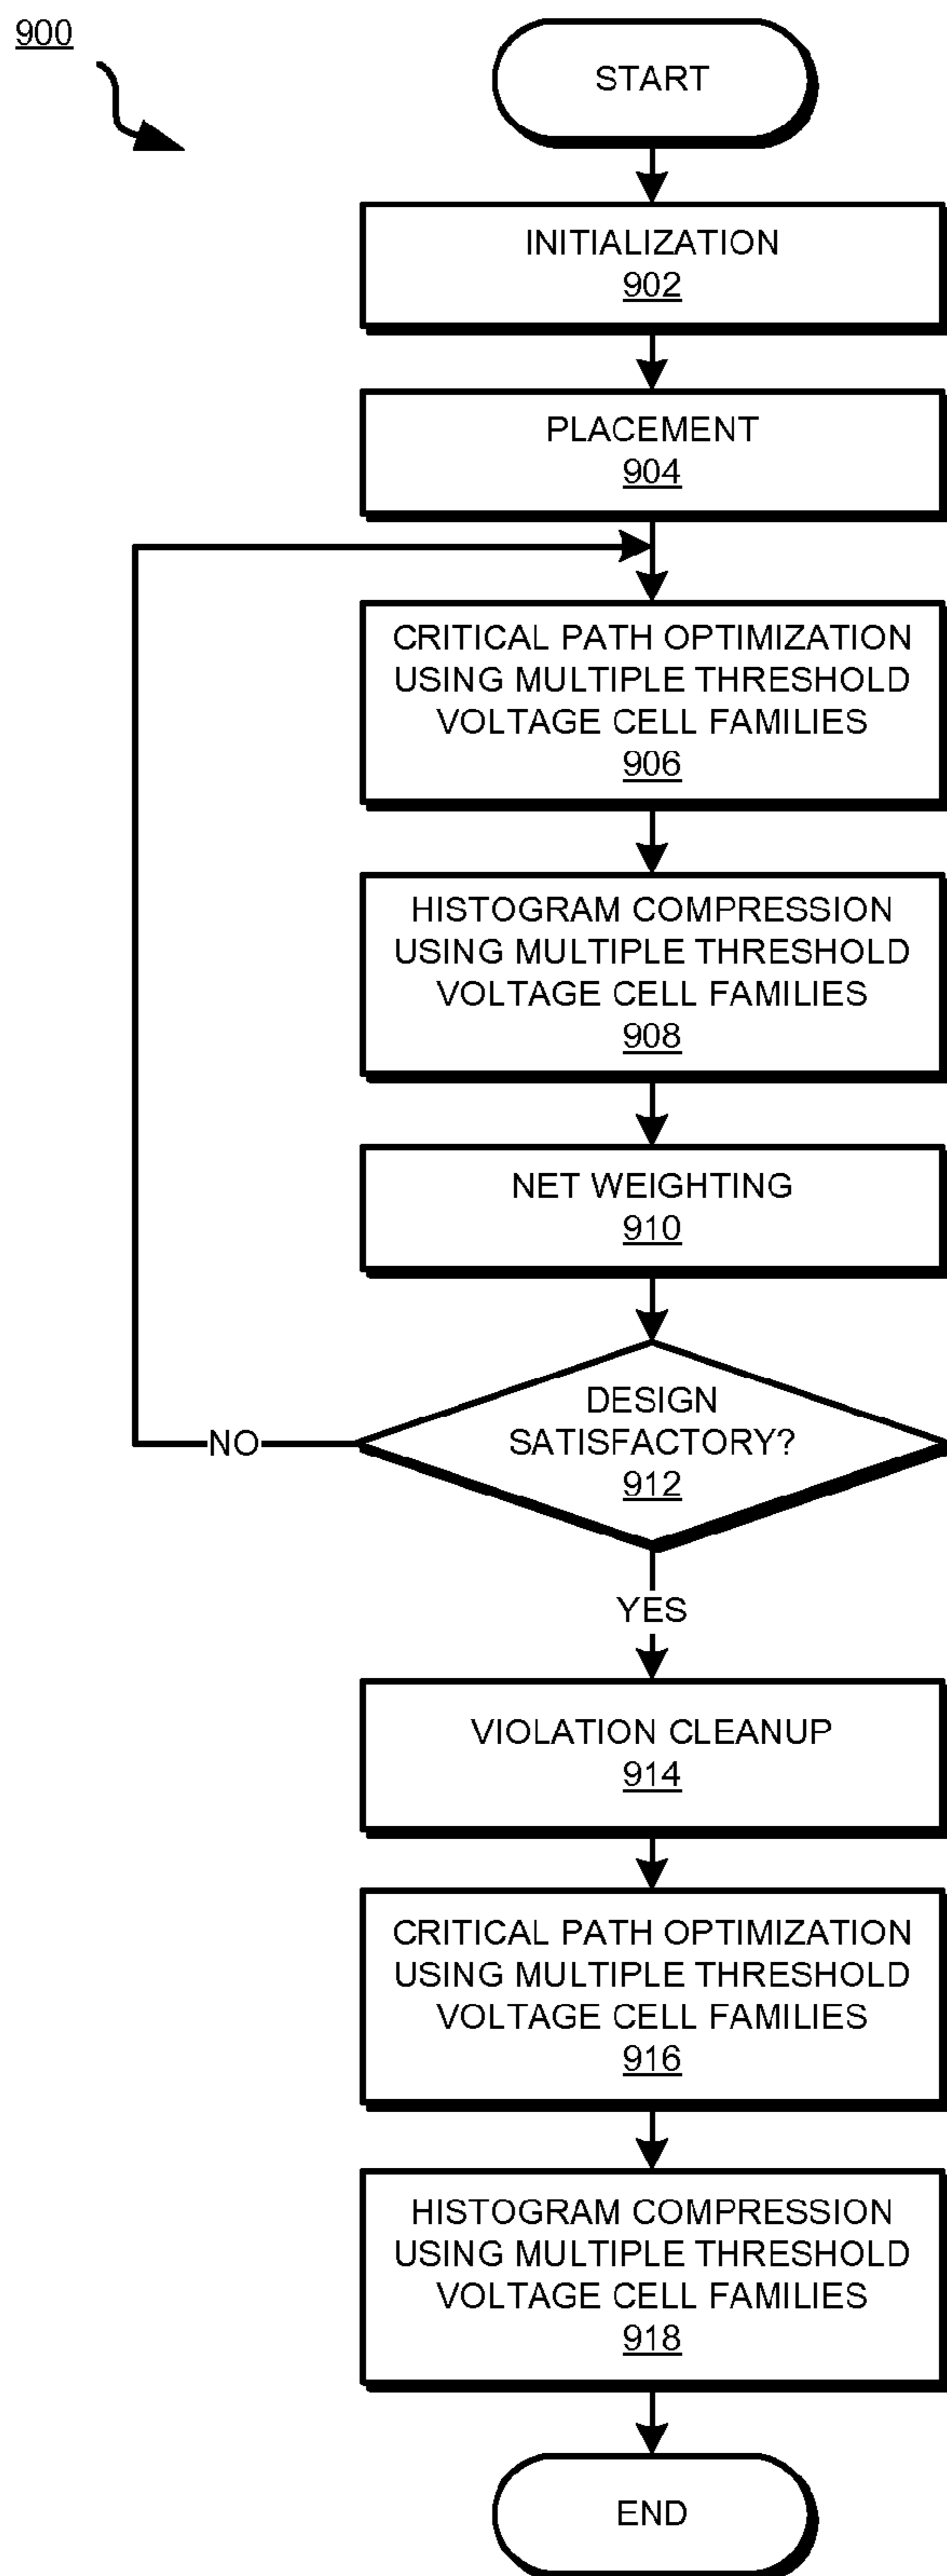 900
START
INITIALIZATION
902
PLACEMENT
904
CRITICAL PATH OPTIMIZATION
USING MULTIPLE THRESHOLD
VOLTAGE CELL FAMILIES
906
HISTOGRAM COMPRESSION
USING MULTIPLE THRESHOLD
VOLTAGE CELL FAMILIES
908
NET WEIGHTING
910
DESIGN
SATISFACTORY?
912
NO
YES
VIOLATION CLEANUP
914
CRITICAL PATH OPTIMIZATION
USING MULTIPLE THRESHOLD
VOLTAGE CELL FAMILIES
916
HISTOGRAM COMPRESSION
USING MULTIPLE THRESHOLD
VOLTAGE CELL FAMILIES
918
END